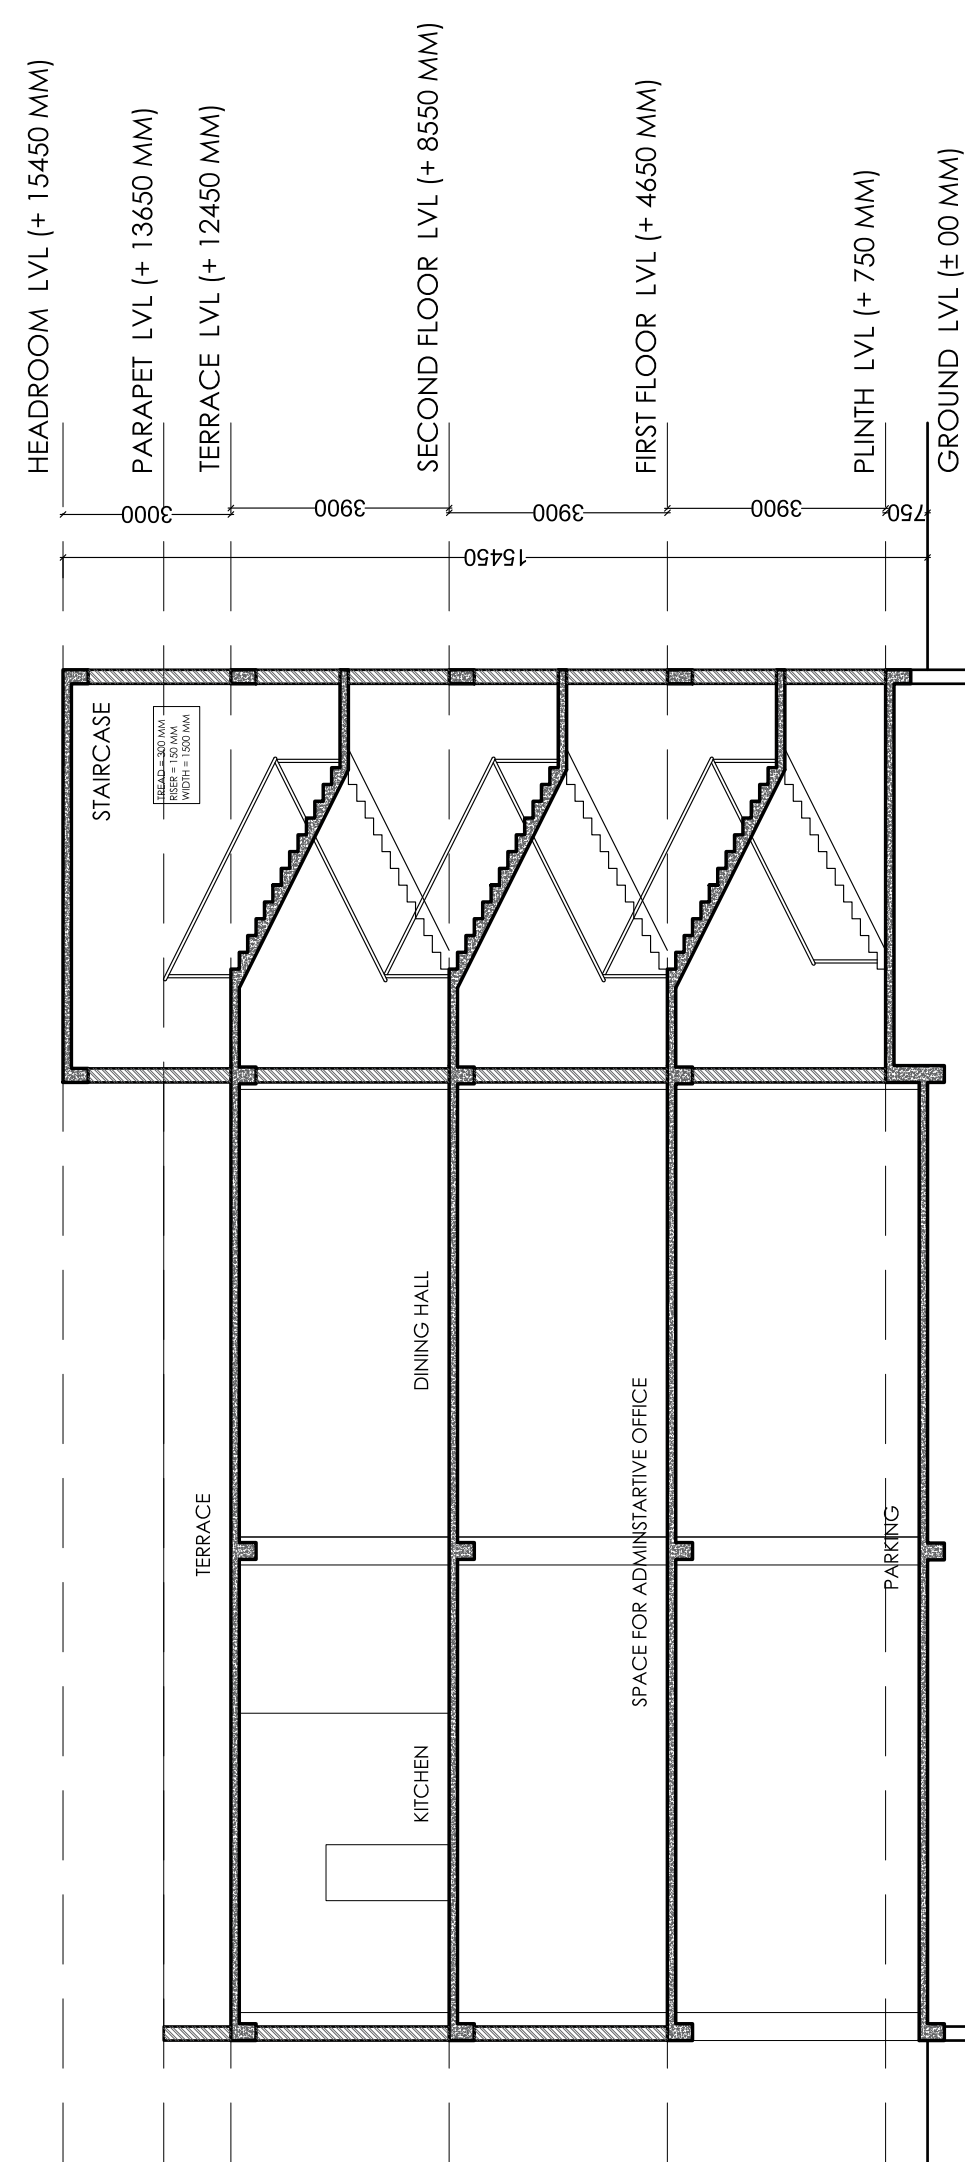 HEADROOM LVL (+ 15450 MM)
PARAPET LVL (+ 13650 MM)
TERRACE LVL (+ 12450 MM)
SECOND FLOOR LVL (+ 8550 MM)
FIRST FLOOR LVL (+ 4650 MM)
PLINTH LVL (+ 750 MM)
GROUND LVL (± 00 MM)
3000
3900
3900
3900
750
15450
STAIRCASE
TREAD = 300 MM
RISER = 150 MM
WIDTH = 1500 MM
TERRACE
DINING HALL
KITCHEN
SPACE FOR ADMINSTARTIVE OFFICE
PARKING